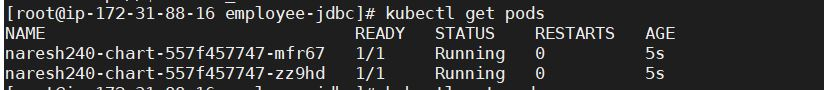 [root@ip-172-31-88-16 employee-jdbc]# kubectl get pods
NAME READY STATUS RESTARTS AGE
naresh240-chart-557f457747-mfr67 1/1 Running 0 5s
naresh240-chart-557f457747-zz9hd 1/1 Running 0 5s